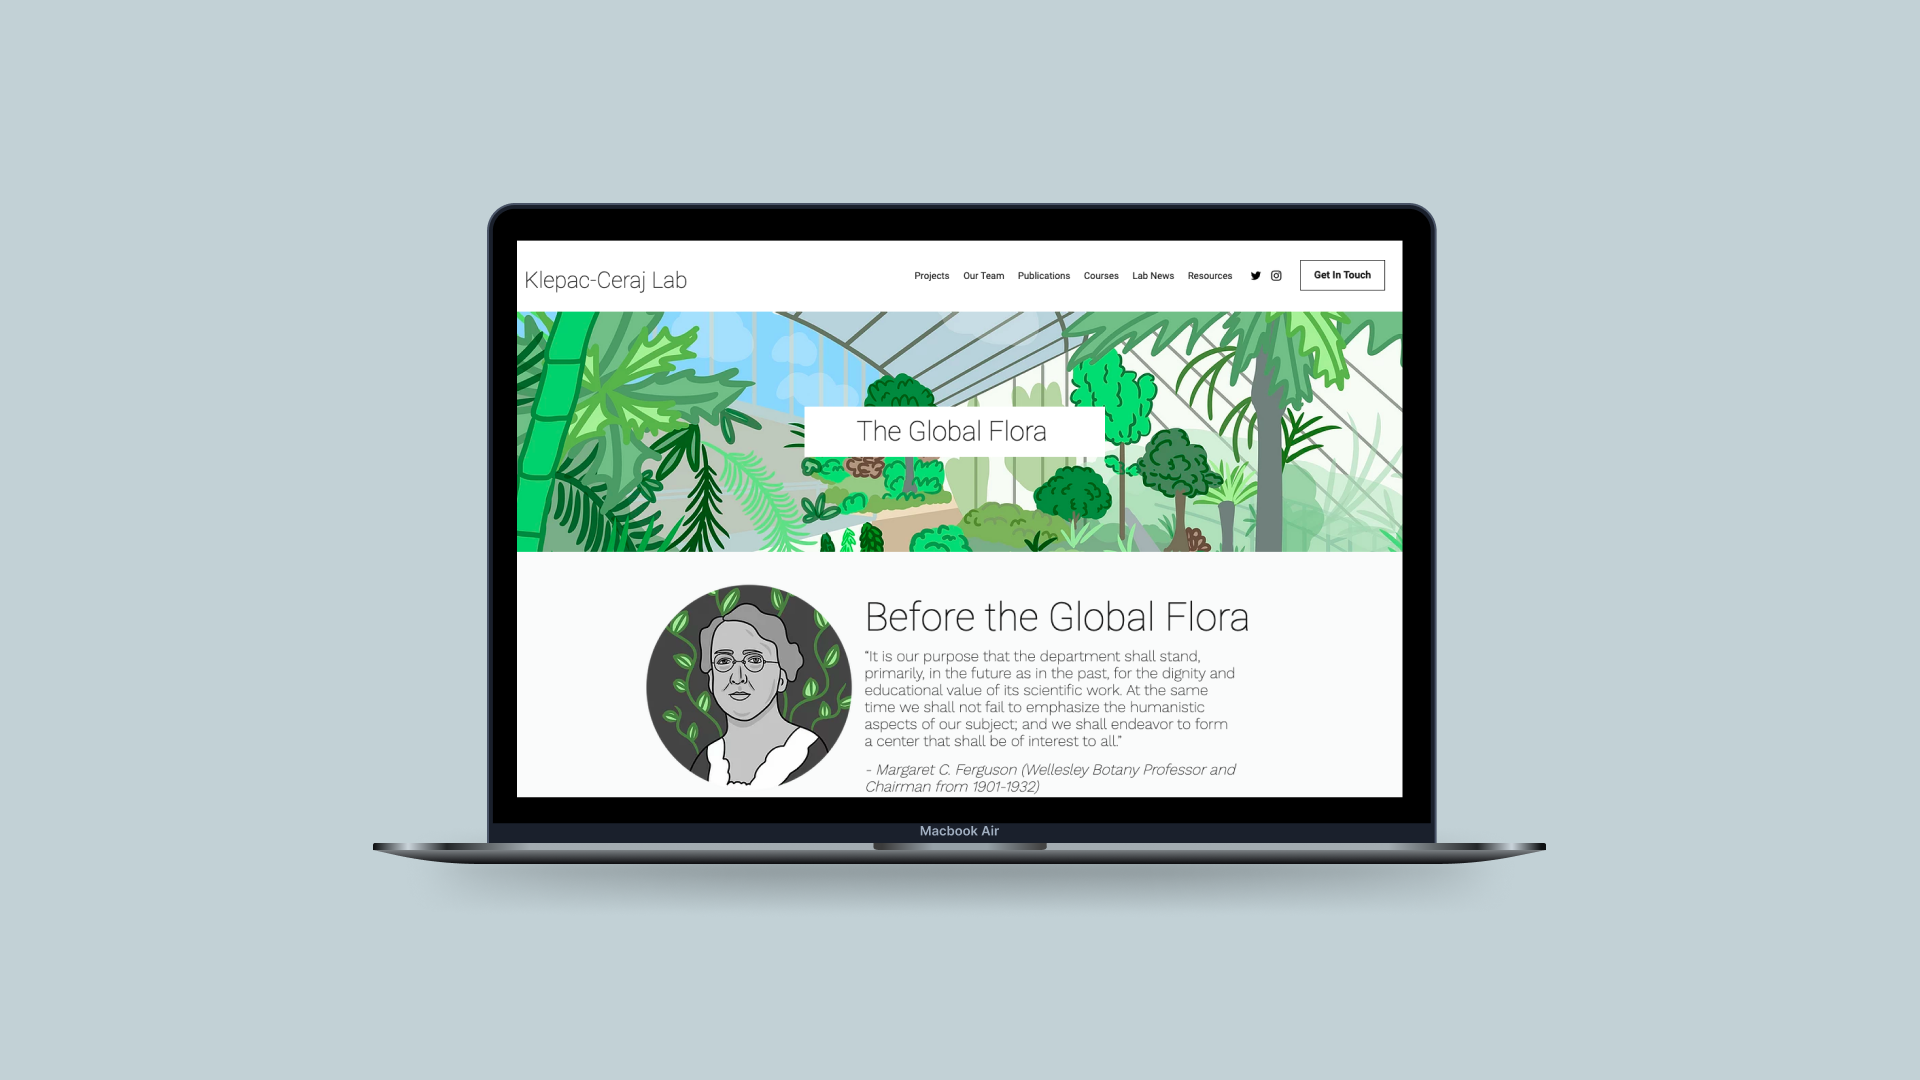 Klepac-Ceraj Lab
Projects Our Team Publications Courses Lab News Resources Get In Touch
The Global Flora
Before the Global Flora
“It is our purpose that the department shall stand,
primarily, in the future as in the past, for the dignity and
educational value of its scientific work. At the same
time we shall not fail to emphasize the humanistic
aspects of our subject; and we shall endeavor to form
a center that shall be of interest to all.”
- Margaret C. Ferguson (Wellesley Botany Professor and
Chairman from 1901-1932)
Macbook Air